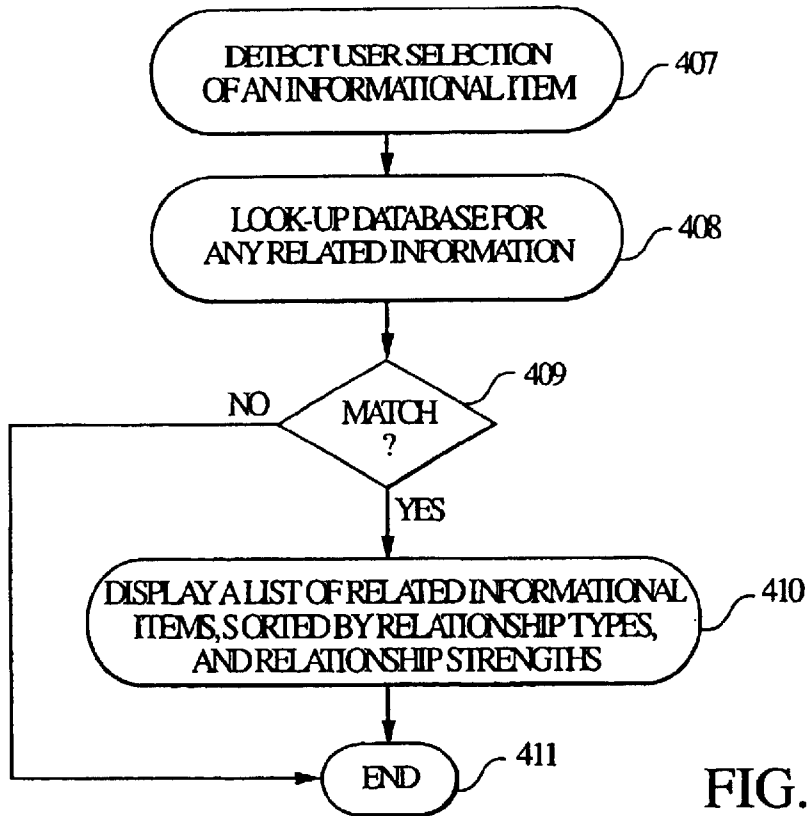 DETECT USER SELECTION
OF AN INFORMATIONAL ITEM
407
LOOK-UP DATABASE FOR
ANY RELATED INFORMATION
408
409
NO
MATCH
?
YES
DISPLAY A LIST OF RELATED INFORMATIONAL
ITEMS, SORTED BY RELATIONSHIP TYPES,
AND RELATIONSHIP STRENGTHS
410
END
411
FIG.